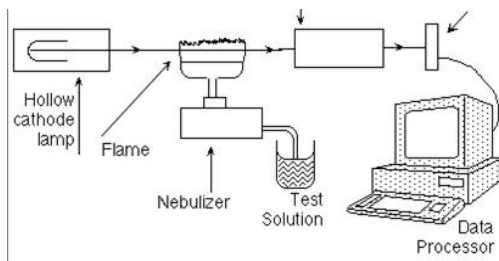 Hollow
cathode
lamp
Flame
Nebulizer
Test
Solution
Data
Processor